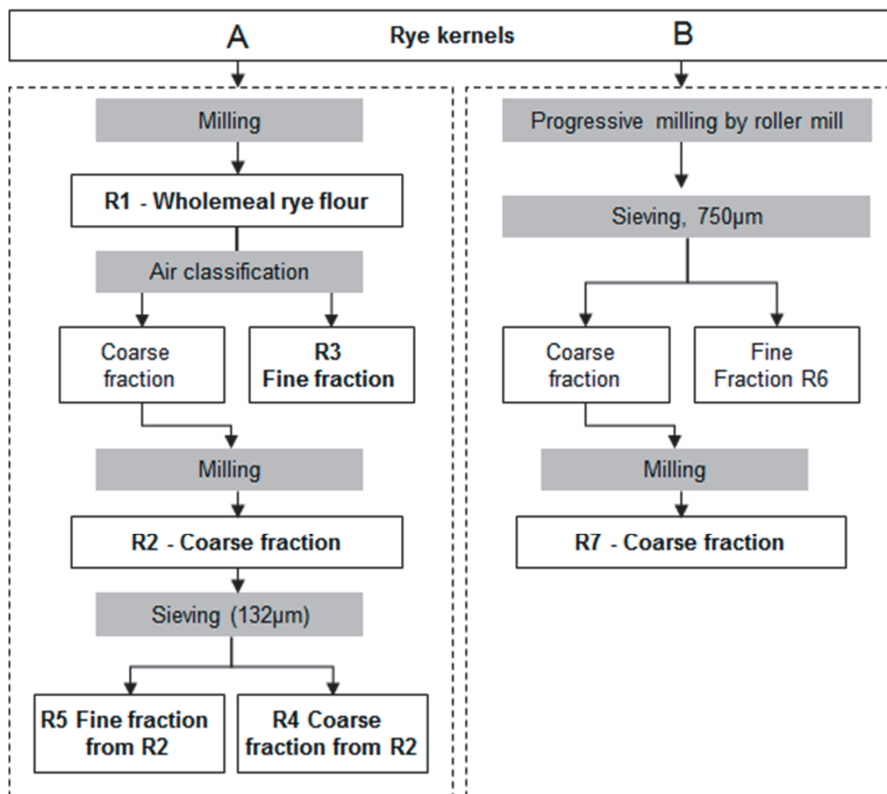 A
Rye kernels
B
Milling
R1 - Wholemeal rye flour
Air classification
Coarse
fraction
R3
Fine fraction
Milling
R2 - Coarse fraction
Sieving (132µm)
R5 Fine fraction
from R2
R4 Coarse
fraction from R2
Progressive milling by roller mill
Sieving, 750µm
Coarse
fraction
Fine
Fraction R6
Milling
R7 - Coarse fraction